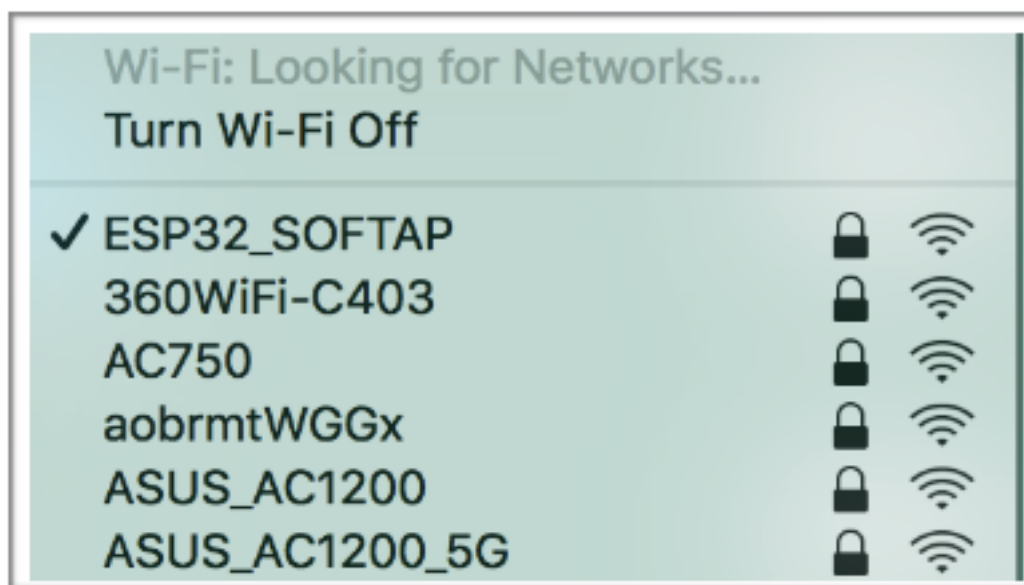 Wi-Fi: Looking for Networks...
Turn Wi-Fi Off
ESP32_SOFTAP
360WiFi-C403
AC750
aobrmtWGGx
ASUS_AC1200
ASUS_AC1200_5G